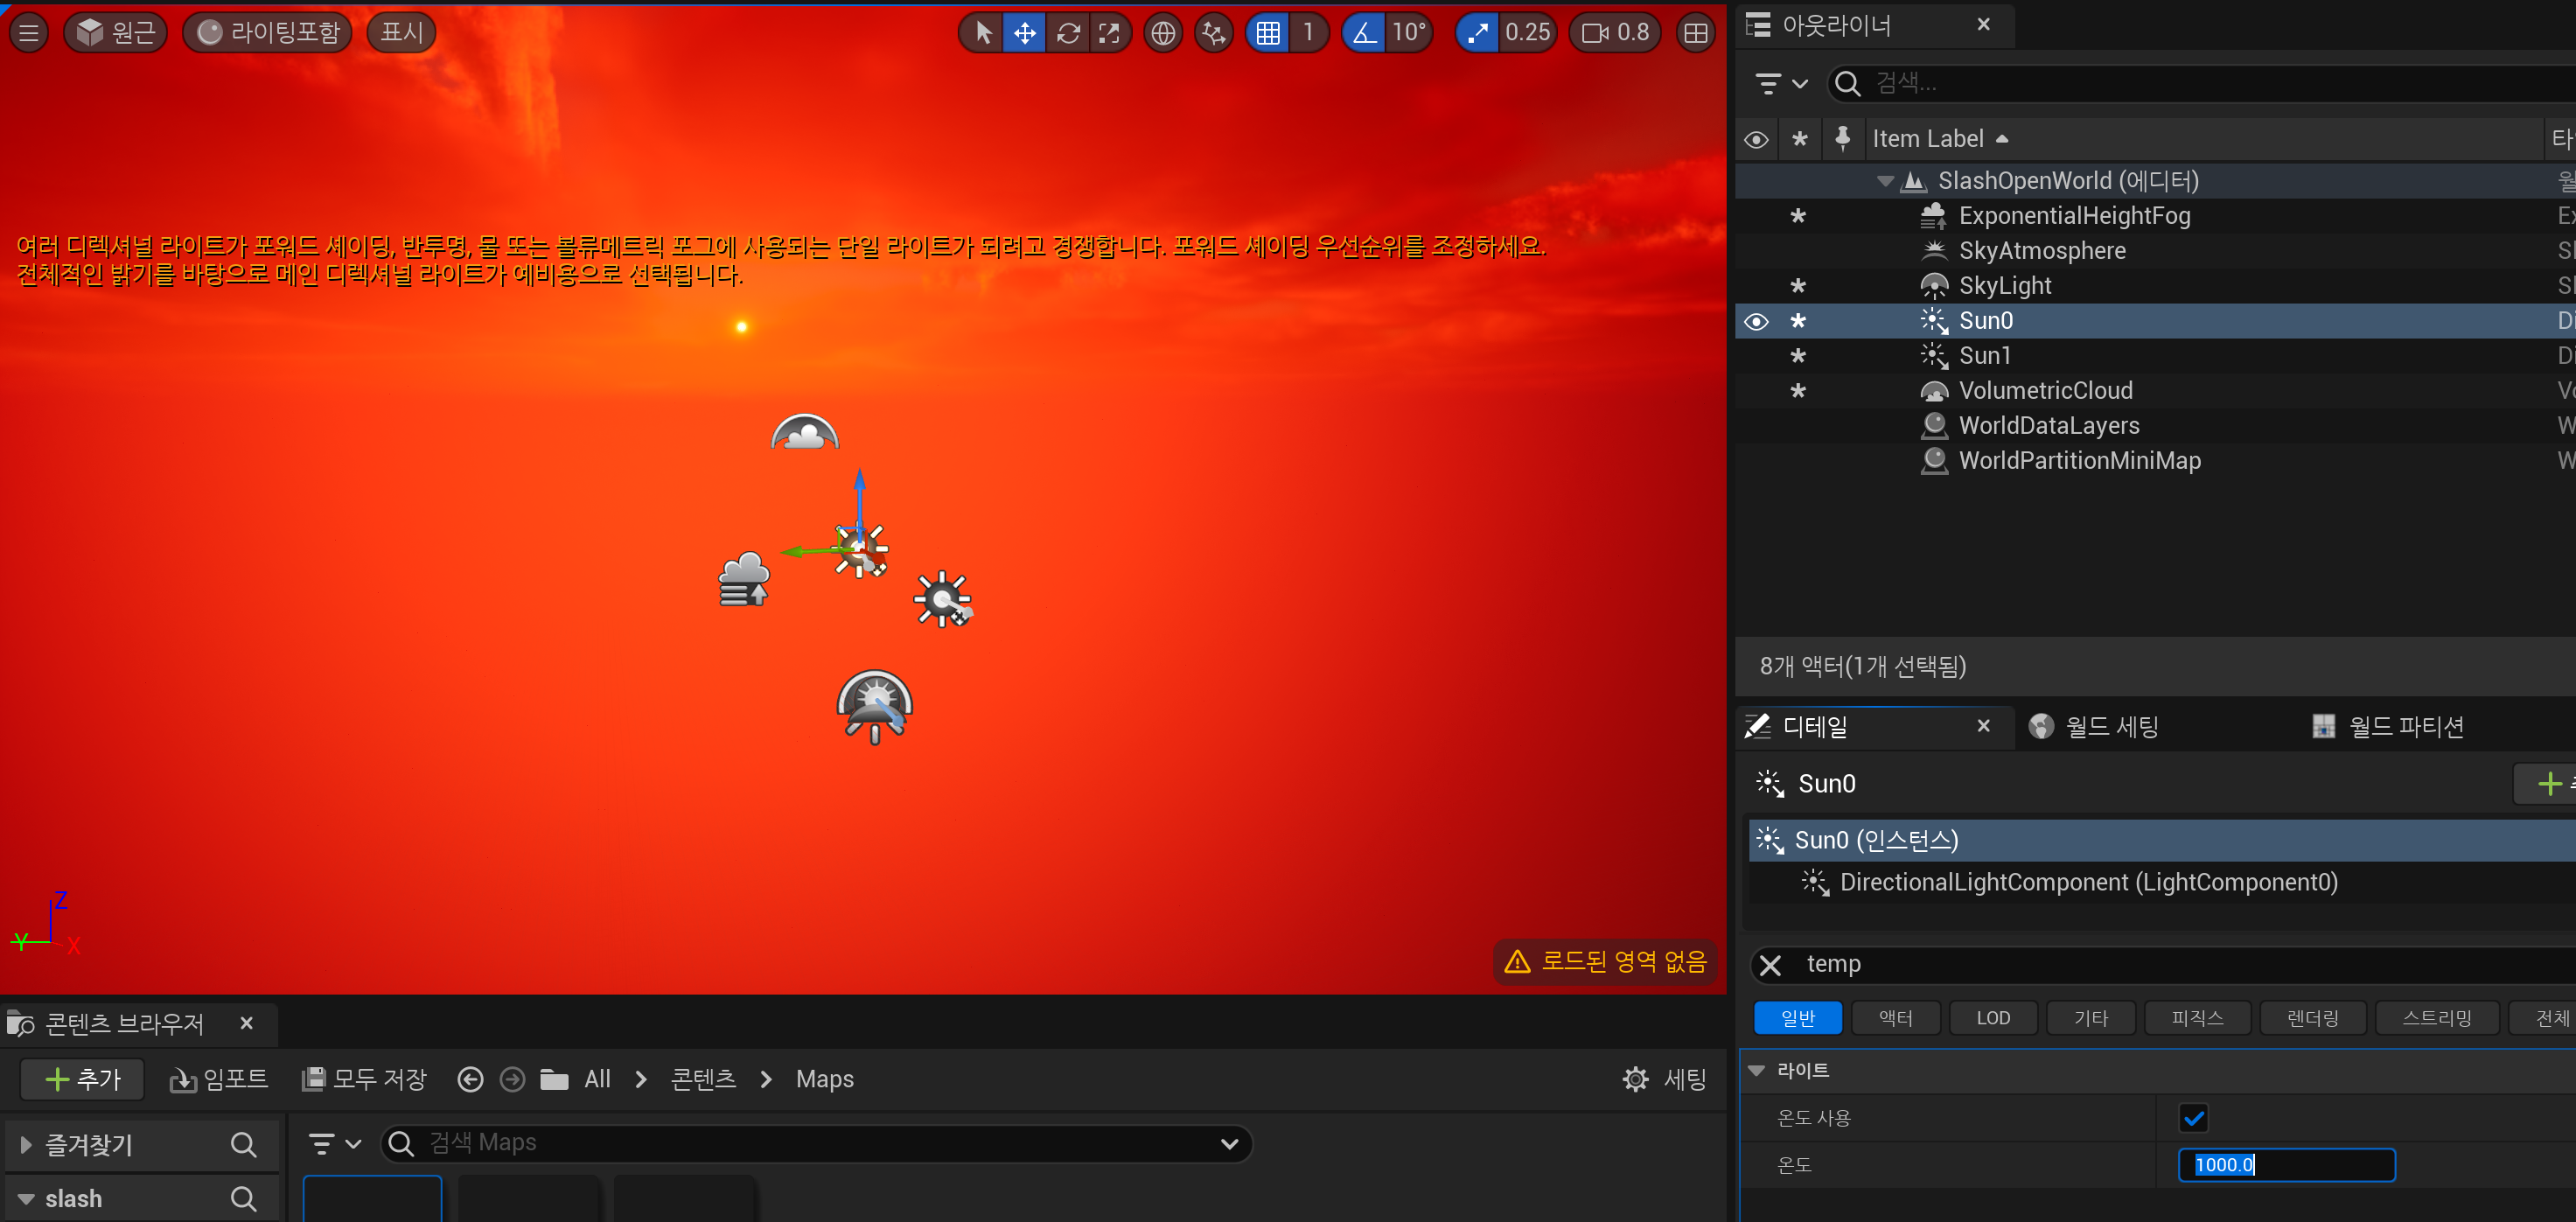 원근
라이팅포함
표시
1
10°
0.25
0.8
여러 디렉셔널 라이트가 포워드 셰이딩, 반투명, 물 또는 볼류메트릭 포그에 사용되는 단일 라이트가 되려고 경쟁합니다. 포워드 셰이딩 우선순위를 조정하세요.
전체적인 밝기를 바탕으로 메인 디렉셔널 라이트가 예비용으로 선택됩니다.
Z
Y
X
로드된 영역 없음
아웃라이너
검색...
Item Label
SlashOpenWorld (에디터)
ExponentialHeightFog
SkyAtmosphere
SkyLight
Sun0
Sun1
VolumetricCloud
WorldDataLayers
WorldPartitionMiniMap
8개 액터(1개 선택됨)
디테일
월드 세팅
월드 파티션
Sun0
Sun0 (인스턴스)
DirectionalLightComponent (LightComponent0)
temp
일반
액터
LOD
기타
피직스
렌더링
스트리밍
전체
라이트
온도 사용
온도
1000.0
콘텐츠 브라우저
추가
임포트
모두 저장
All
콘텐츠
Maps
세팅
즐겨찾기
검색 Maps
slash